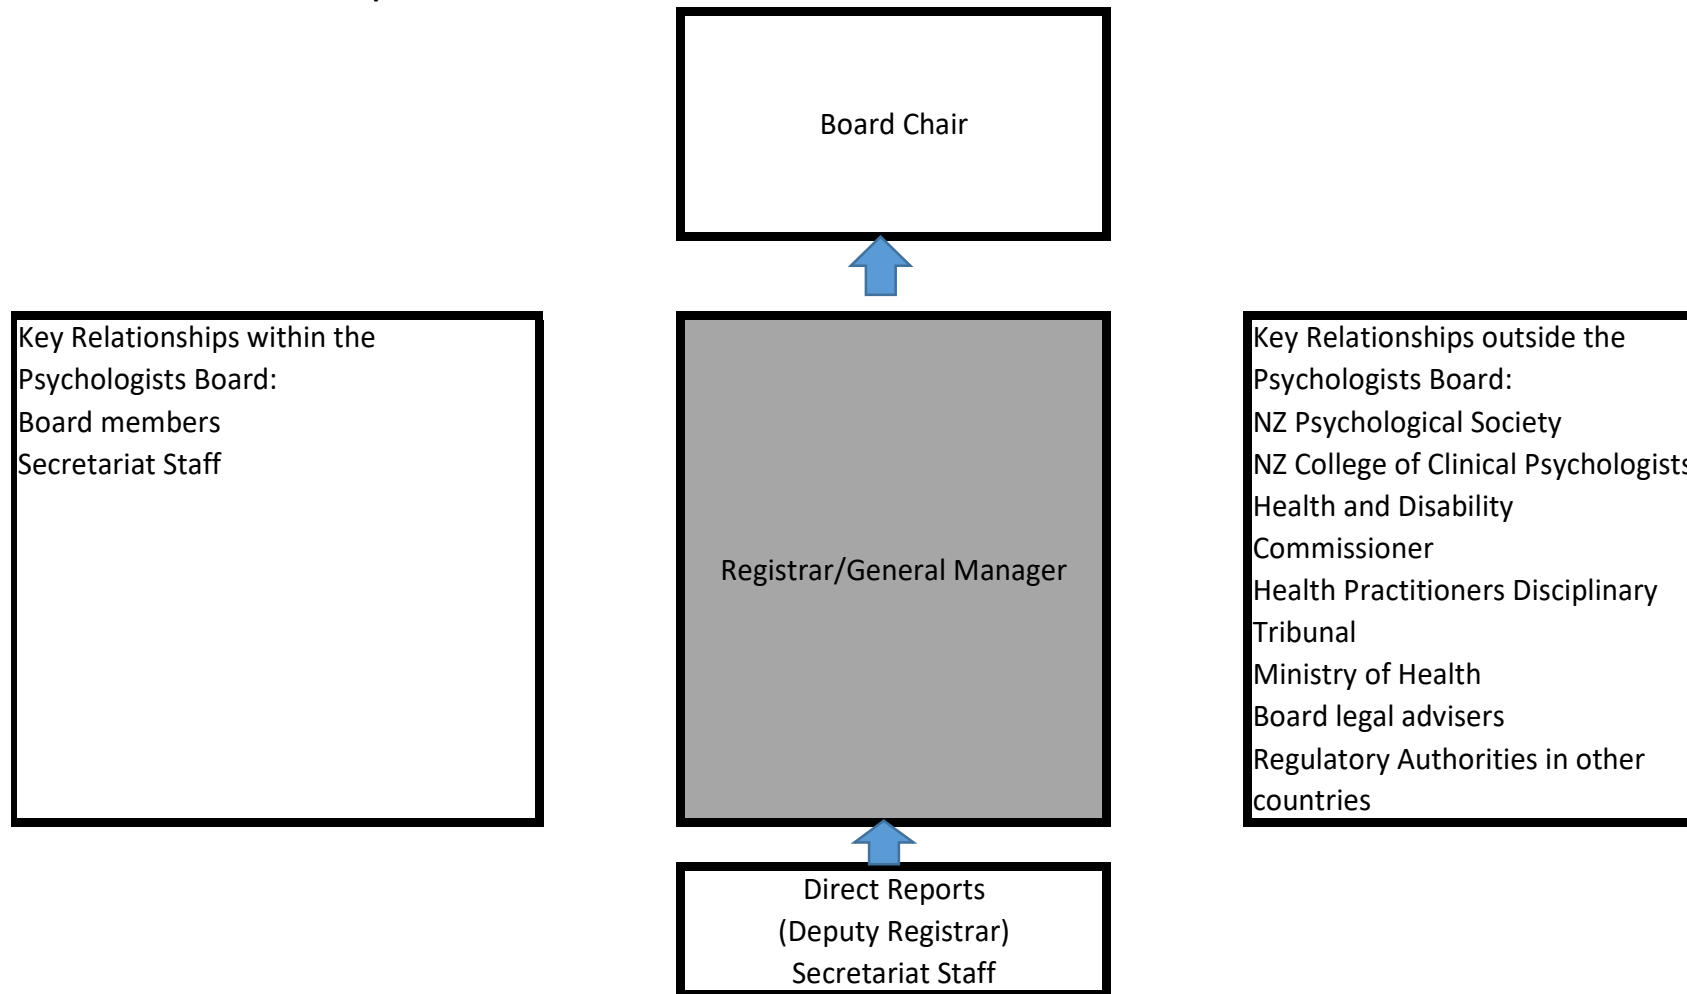 Board Chair
Key Relationships within the
Psychologists Board:
Board members
Secretariat Staff
Registrar/General Manager
Key Relationships outside the
Psychologists Board:
NZ Psychological Society
NZ College of Clinical Psychologists
Health and Disability
Commissioner
Health Practitioners Disciplinary
Tribunal
Ministry of Health
Board legal advisers
Regulatory Authorities in other
countries
Direct Reports
(Deputy Registrar)
Secretariat Staff